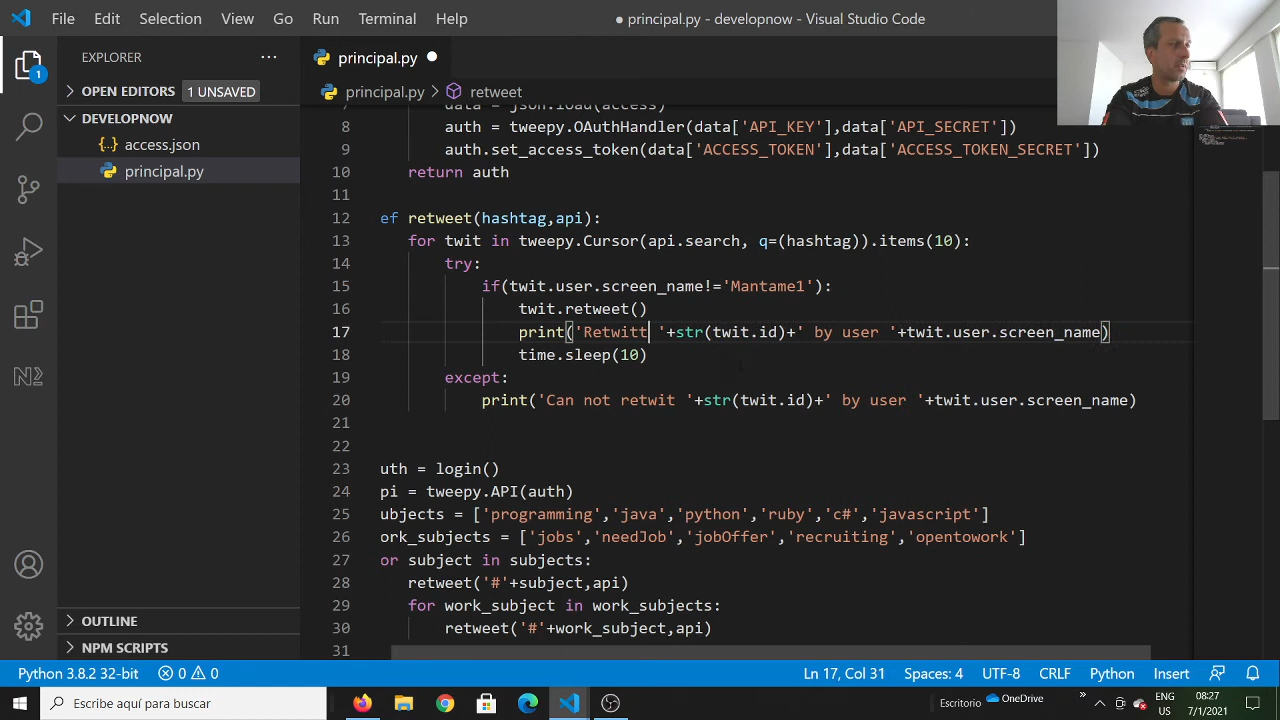 File Edit Selection View Go Run Terminal Help
● principal.py - developnow - Visual Studio Code
EXPLORER ···
OPEN EDITORS 1 UNSAVED
DEVELOPNOW
{} access.json
principal.py
1
principal.py ●
principal.py > retweet
data = json.load(access)
8 auth = tweepy.OAuthHandler(data['API_KEY'],data['API_SECRET'])
9 auth.set_access_token(data['ACCESS_TOKEN'],data['ACCESS_TOKEN_SECRET'])
10 return auth
11
12 ef retweet(hashtag,api):
13 for twit in tweepy.Cursor(api.search, q=(hashtag)).items(10):
14 try:
15 if(twit.user.screen_name!='Mantame1'):
16 twit.retweet()
17 print('Retwitt '+str(twit.id)+' by user '+twit.user.screen_name)
18 time.sleep(10)
19 except:
20 print('Can not retwit '+str(twit.id)+' by user '+twit.user.screen_name)
21
22
23 uth = login()
24 pi = tweepy.API(auth)
25 ubjects = ['programming','java','python','ruby','c#','javascript']
26 ork_subjects = ['jobs','needJob','jobOffer','recruiting','opentowork']
27 or subject in subjects:
28 retweet('#'+subject,api)
29 for work_subject in work_subjects:
30 retweet('#'+work_subject,api)
31
OUTLINE
NPM SCRIPTS
Python 3.8.2 32-bit 0 0 Ln 17, Col 31 Spaces: 4 UTF-8 CRLF Python Insert
Escribe aquí para buscar
Escritorio OneDrive
ENG
US
08:27
7/1/2021